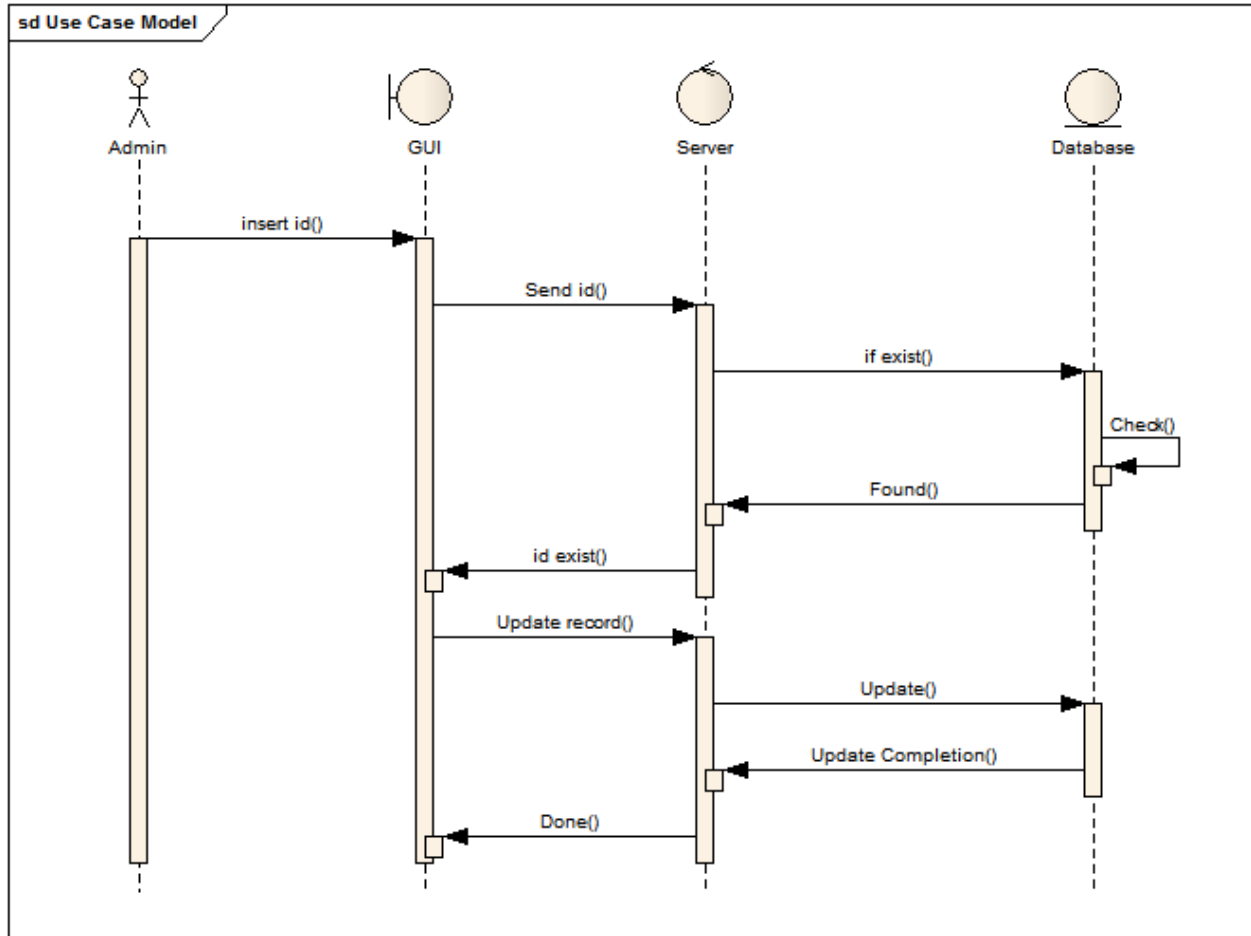 sd Use Case Model
Admin
GUI
Server
Database
insert id()
Send id()
if exist()
Check()
Found()
id exist()
Update record()
Update()
Update Completion()
Done()